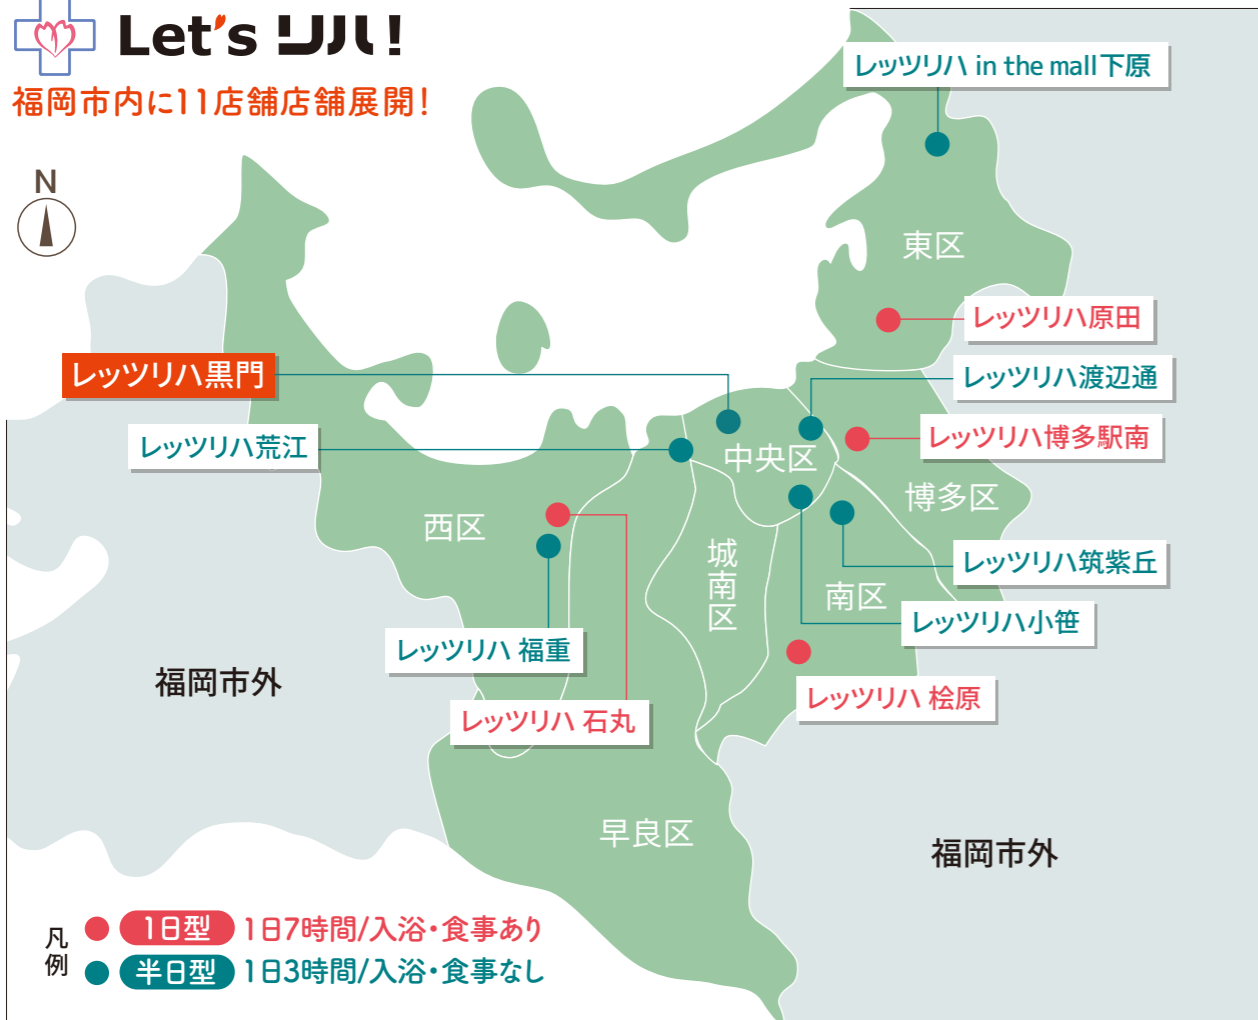 Let's リハ!
福岡市内に11店舗店舗展開!
レッツリハ in the mall下原
N
東区
レッツリハ原田
レッツリハ黒門
レッツリハ渡辺通
レッツリハ荒江
レッツリハ博多駅南
中央区
博多区
西区
城南区
レッツリハ筑紫丘
南区
レッツリハ小笹
レッツリハ 福重
福岡市外
レッツリハ 桧原
レッツリハ 石丸
早良区
福岡市外
凡例
1日型 1日7時間/入浴・食事あり
半日型 1日3時間/入浴・食事なし